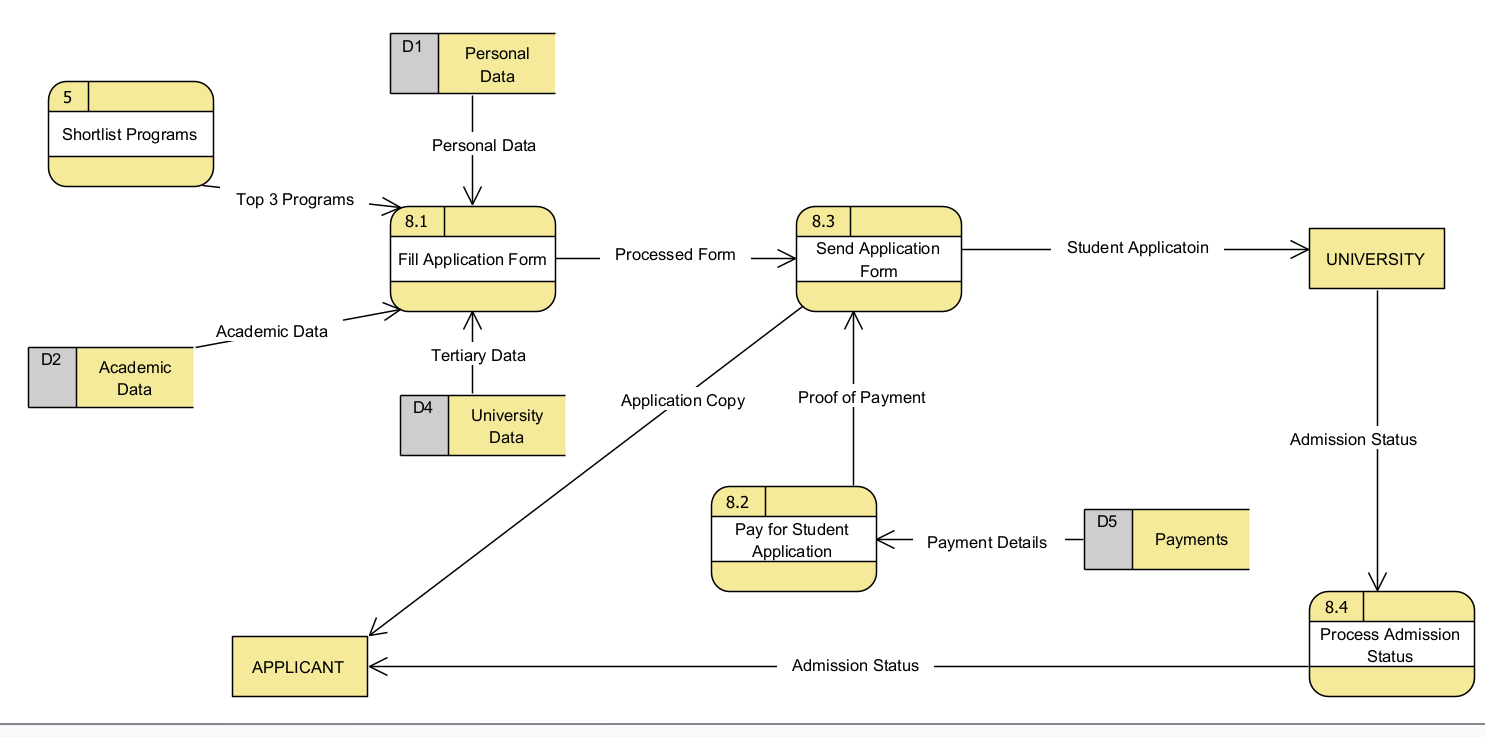 D1
Personal
Data
5
Shortlist Programs
Personal Data
Top 3 Programs
8.1
Fill Application Form
Processed Form
8.3
Send Application
Form
Student Applicatoin
UNIVERSITY
Academic Data
D2
Academic
Data
Tertiary Data
D4
University
Data
Application Copy
Proof of Payment
Admission Status
8.2
Pay for Student
Application
Payment Details
D5
Payments
8.4
Process Admission
Status
APPLICANT
Admission Status